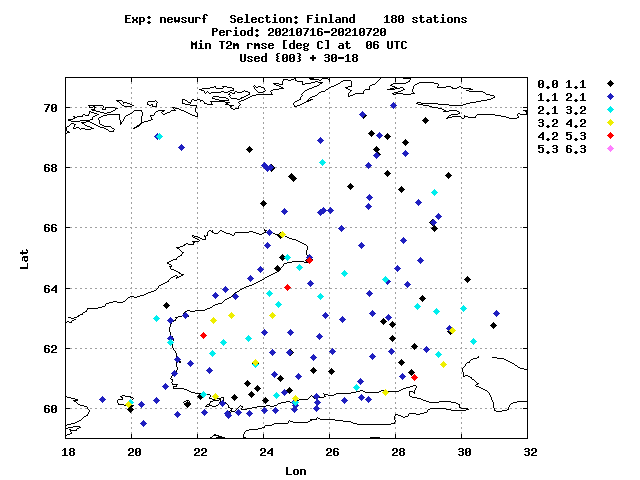 Exp: newsurf   Selection: Finland    180 stations
Period: 20210716-20210720
Min T2m rmse [deg C] at  06 UTC
Used {00} + 30-18
0.0 1.1
1.1 2.1
2.1 3.2
3.2 4.2
4.2 5.3
5.3 6.3
70
68
66
64
62
60
Lat
18 20 22 24 26 28 30 32
Lon